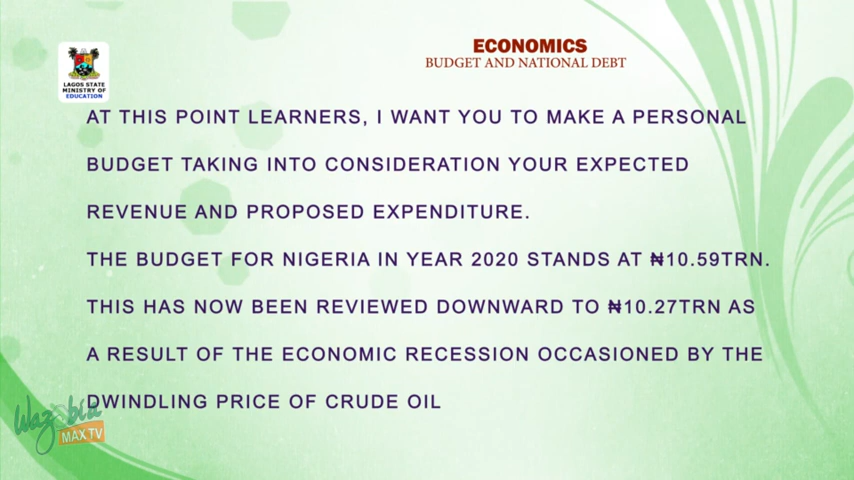 ECONOMICS
BUDGET AND NATIONAL DEBT
LAGOS STATE
MINISTRY OF
EDUCATION
AT THIS POINT LEARNERS, I WANT YOU TO MAKE A PERSONAL
BUDGET TAKING INTO CONSIDERATION YOUR EXPECTED
REVENUE AND PROPOSED EXPENDITURE.
THE BUDGET FOR NIGERIA IN YEAR 2020 STANDS AT ₦10.59TRN.
THIS HAS NOW BEEN REVIEWED DOWNWARD TO ₦10.27TRN AS
A RESULT OF THE ECONOMIC RECESSION OCCASIONED BY THE
DWINDLING PRICE OF CRUDE OIL
Wazobia
MAX TV